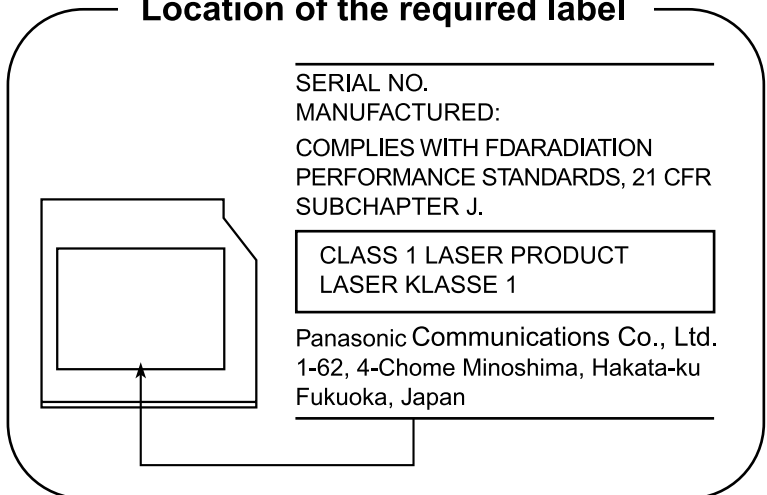 Location of the required label
SERIAL NO.
MANUFACTURED:
COMPLIES WITH FDARADIATION
PERFORMANCE STANDARDS, 21 CFR
SUBCHAPTER J.
CLASS 1 LASER PRODUCT
LASER KLASSE 1
Panasonic Communications Co., Ltd.
1-62, 4-Chome Minoshima, Hakata-ku
Fukuoka, Japan